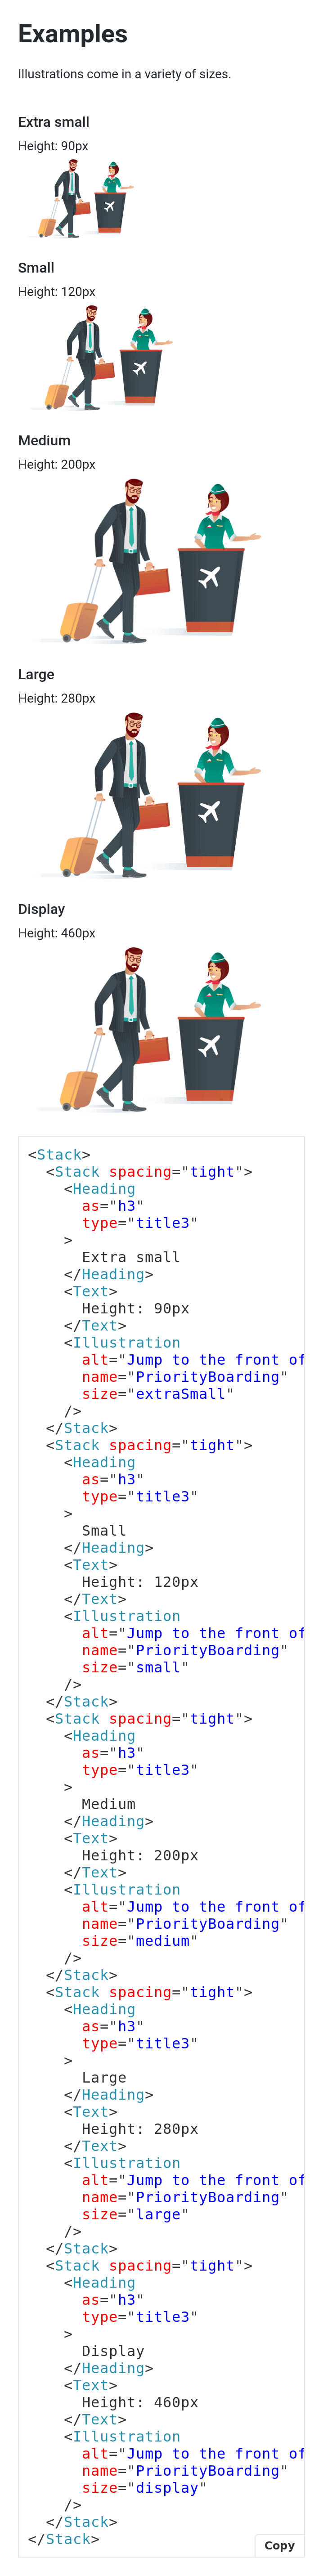 Examples
Illustrations come in a variety of sizes.
Extra small
Height: 90px
Small
Height: 120px
Medium
Height: 200px
Large
Height: 280px
Display
Height: 460px
<Stack>
  <Stack spacing="tight">
    <Heading
      as="h3"
      type="title3"
    >
      Extra small
    </Heading>
    <Text>
      Height: 90px
    </Text>
    <Illustration
      alt="Jump to the front of
      name="PriorityBoarding"
      size="extraSmall"
    />
  </Stack>
  <Stack spacing="tight">
    <Heading
      as="h3"
      type="title3"
    >
      Small
    </Heading>
    <Text>
      Height: 120px
    </Text>
    <Illustration
      alt="Jump to the front of
      name="PriorityBoarding"
      size="small"
    />
  </Stack>
  <Stack spacing="tight">
    <Heading
      as="h3"
      type="title3"
    >
      Medium
    </Heading>
    <Text>
      Height: 200px
    </Text>
    <Illustration
      alt="Jump to the front of
      name="PriorityBoarding"
      size="medium"
    />
  </Stack>
  <Stack spacing="tight">
    <Heading
      as="h3"
      type="title3"
    >
      Large
    </Heading>
    <Text>
      Height: 280px
    </Text>
    <Illustration
      alt="Jump to the front of
      name="PriorityBoarding"
      size="large"
    />
  </Stack>
  <Stack spacing="tight">
    <Heading
      as="h3"
      type="title3"
    >
      Display
    </Heading>
    <Text>
      Height: 460px
    </Text>
    <Illustration
      alt="Jump to the front of
      name="PriorityBoarding"
      size="display"
    />
  </Stack>
</Stack>
Copy